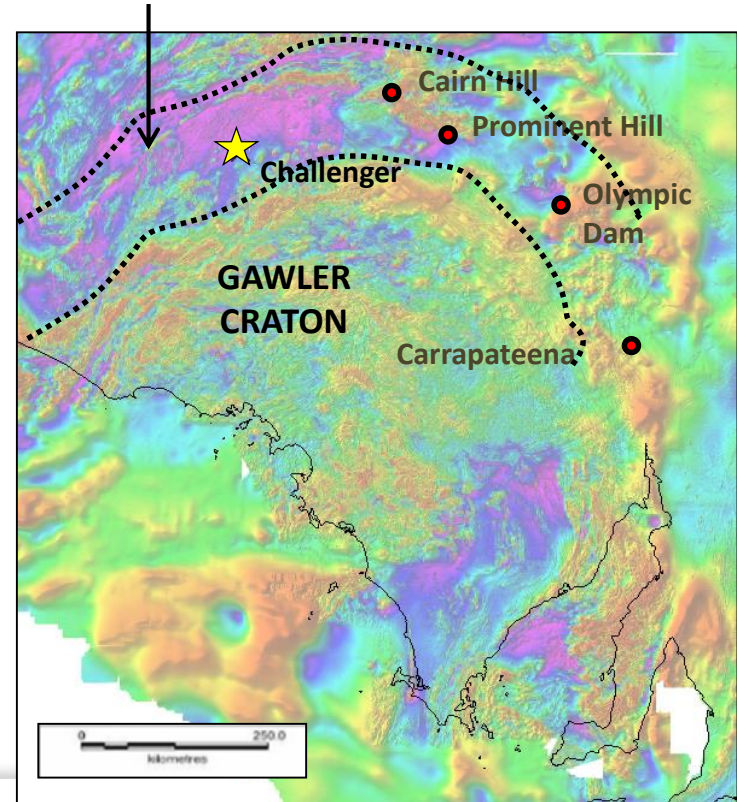 Cairn Hill
Prominent Hill
Challenger
Olympic
Dam
GAWLER
CRATON
Carrapateena
0 250.0
kilometres